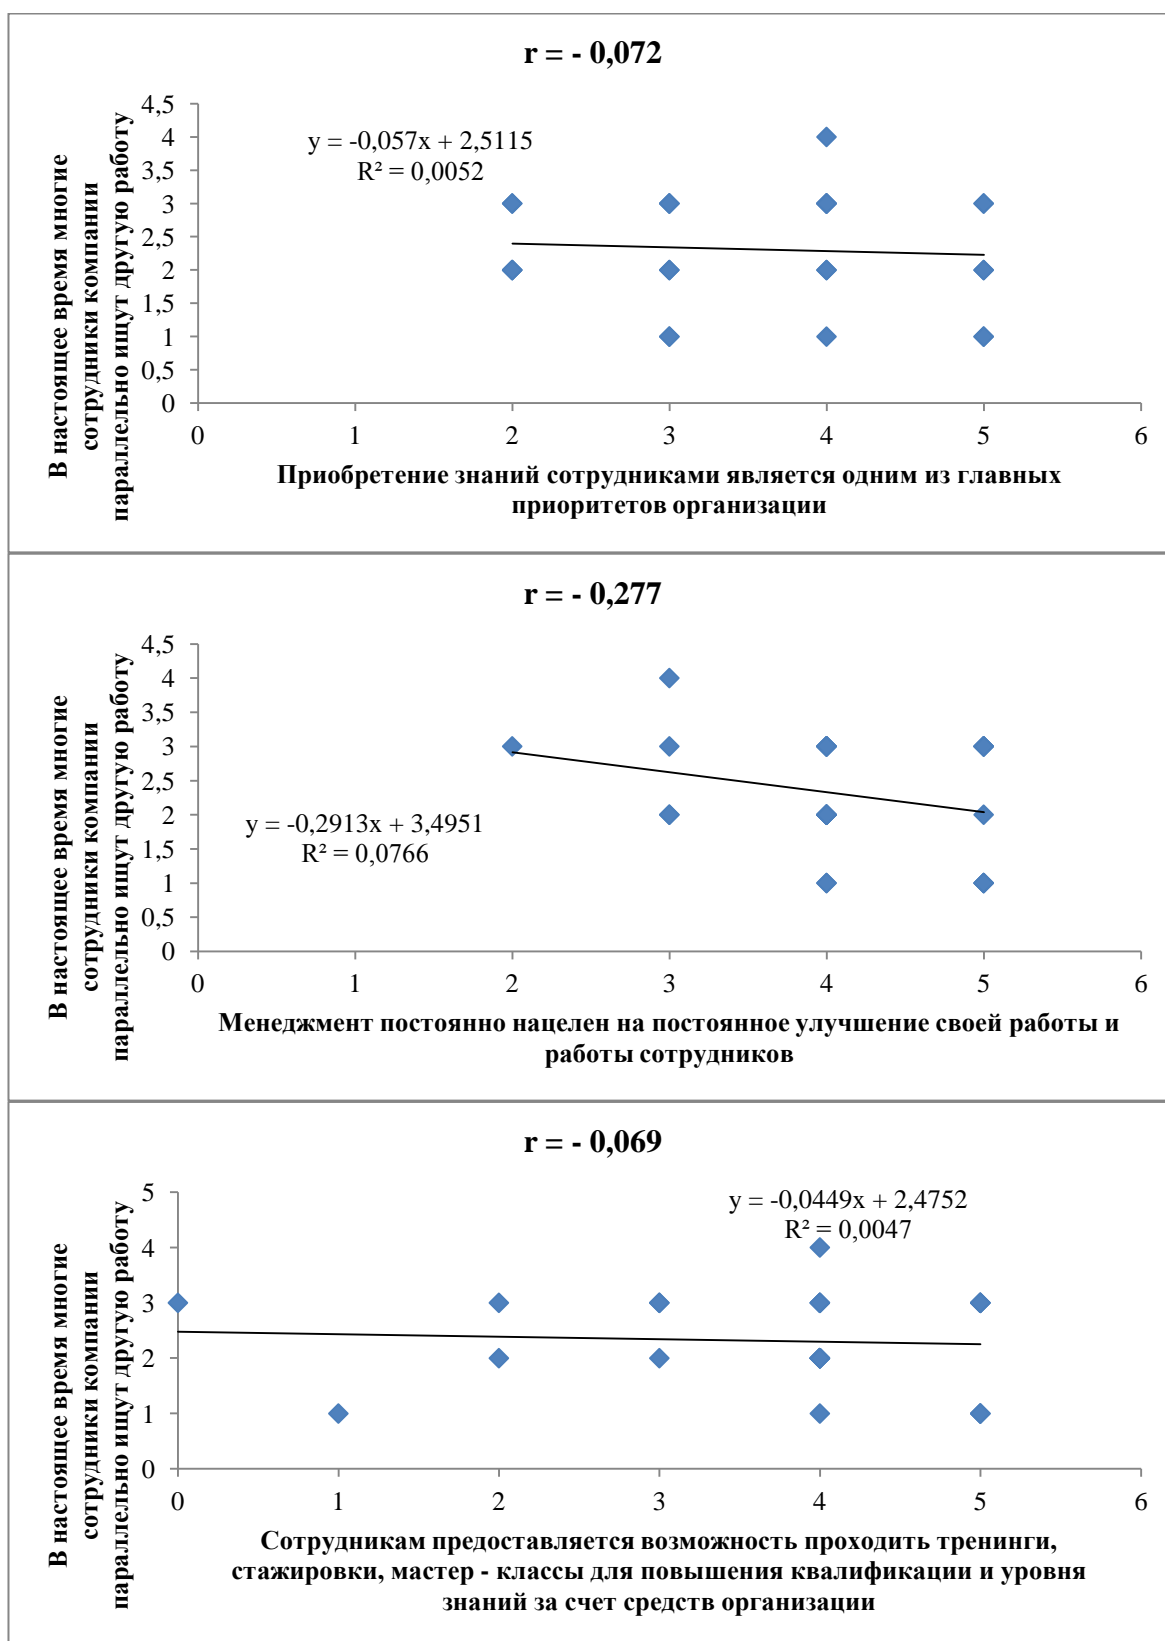 r = - 0,072
В настоящее время многие
сотрудники компании
параллельно ищут другую работу
4,5
4
3,5
3
2,5
2
1,5
1
0,5
0
y = -0,057x + 2,5115
R² = 0,0052
0 1 2 3 4 5 6
Приобретение знаний сотрудниками является одним из главных
приоритетов организации
r = - 0,277
В настоящее время многие
сотрудники компании
параллельно ищут другую работу
4,5
4
3,5
3
2,5
2
1,5
1
0,5
0
y = -0,2913x + 3,4951
R² = 0,0766
0 1 2 3 4 5 6
Менеджмент постоянно нацелен на постоянное улучшение своей работы и
работы сотрудников
r = - 0,069
В настоящее время многие
сотрудники компании
параллельно ищут другую работу
5
4
3
2
1
0
y = -0,0449x + 2,4752
R² = 0,0047
0 1 2 3 4 5 6
Сотрудникам предоставляется возможность проходить тренинги,
стажировки, мастер - классы для повышения квалификации и уровня
знаний за счет средств организации